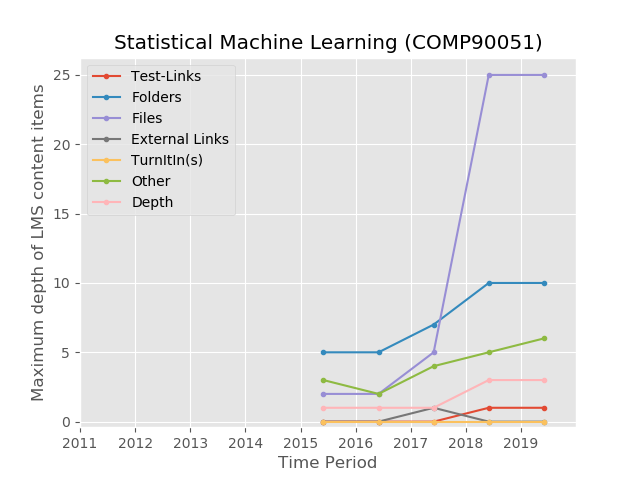 Statistical Machine Learning (COMP90051)
Test-Links
Folders
Files
External Links
TurnItIn(s)
Other
Depth
Maximum depth of LMS content items
25
20
15
10
5
0
2011 2012 2013 2014 2015 2016 2017 2018 2019
Time Period